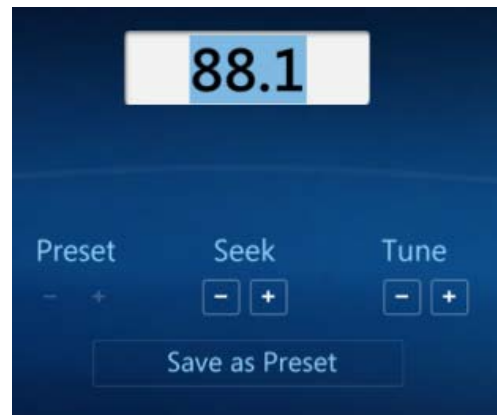 88.1
Preset Seek Tune
- + - + - +
Save as Preset